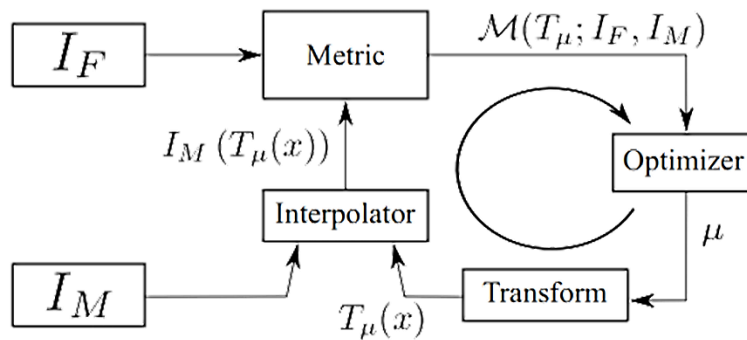 I_F
Metric
𝓜(T_μ; I_F, I_M)
I_M (T_μ(x))
Optimizer
Interpolator
μ
I_M
Transform
T_μ(x)